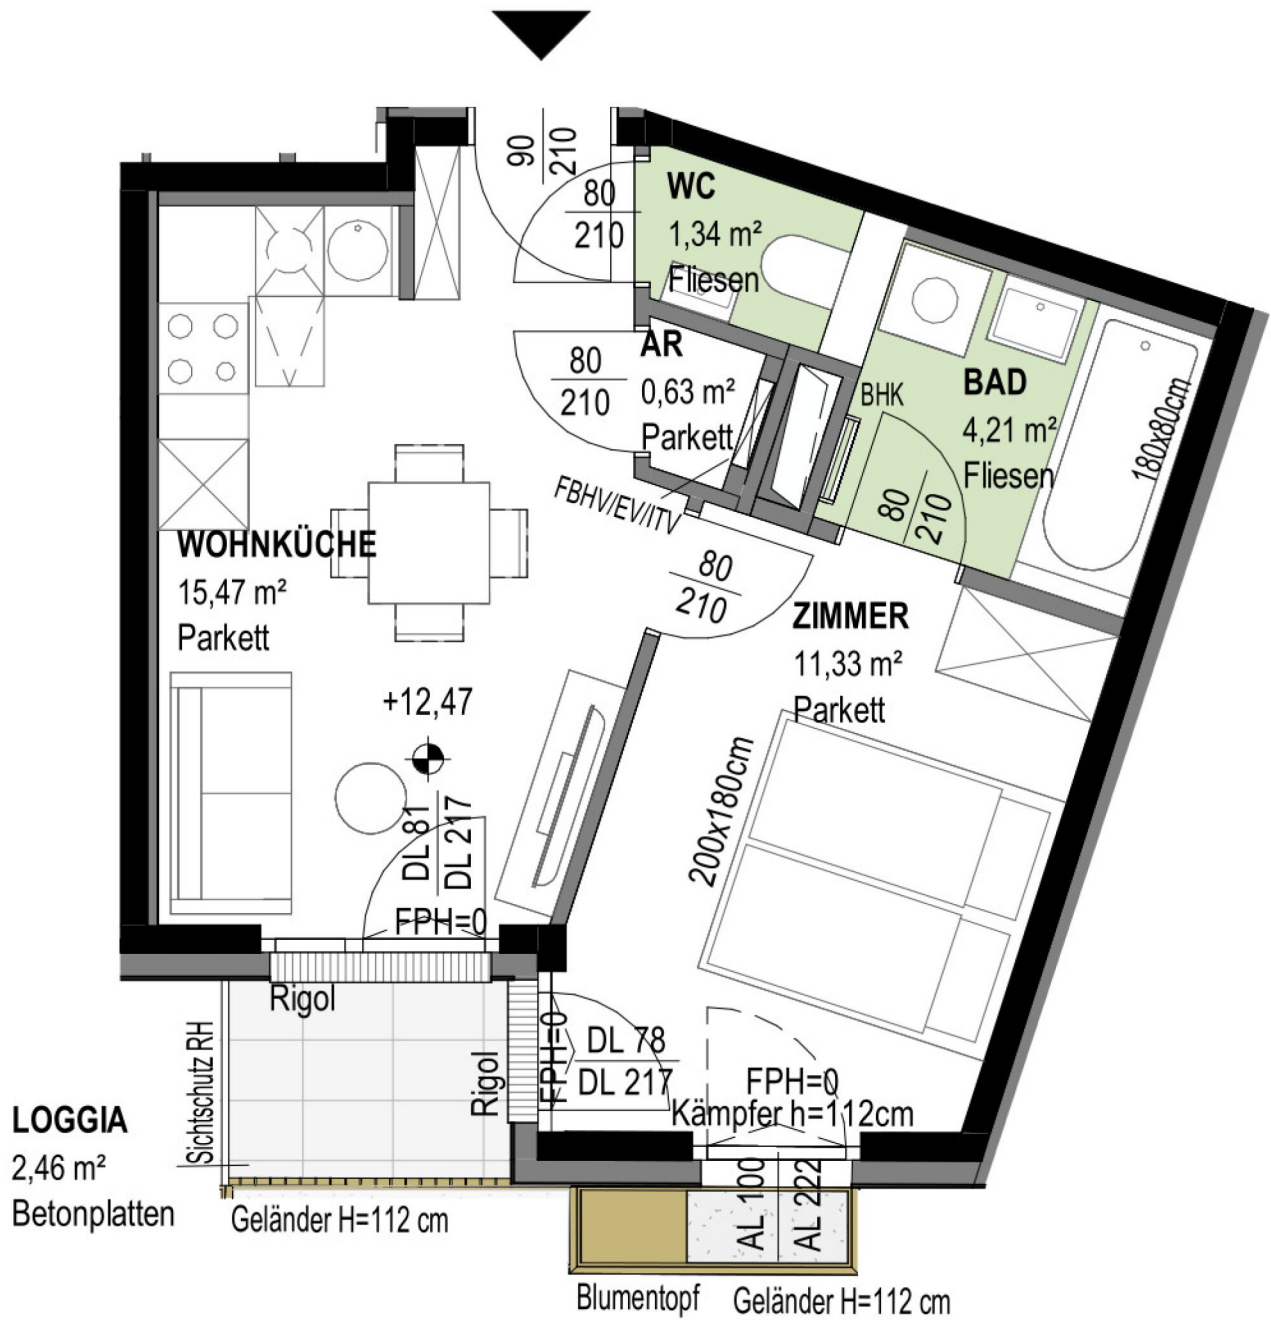 90
210
80
210
WC
1,34 m²
Fliesen
80
210
AR
0,63 m²
Parkett
BHK
BAD
4,21 m²
Fliesen
180x80cm
80
210
FBHV/EV/ITV
WOHNKÜCHE
15,47 m²
Parkett
80
210
ZIMMER
11,33 m²
Parkett
+12,47
200x180cm
DL 81
DL 217
FPH=0
Rigol
Sichtschutz RH
Rigol
FPH=0
DL 78
DL 217
FPH=0
Kämpfer h=112cm
LOGGIA
2,46 m²
Betonplatten
Geländer H=112 cm
AL 100
AL 222
Blumentopf
Geländer H=112 cm